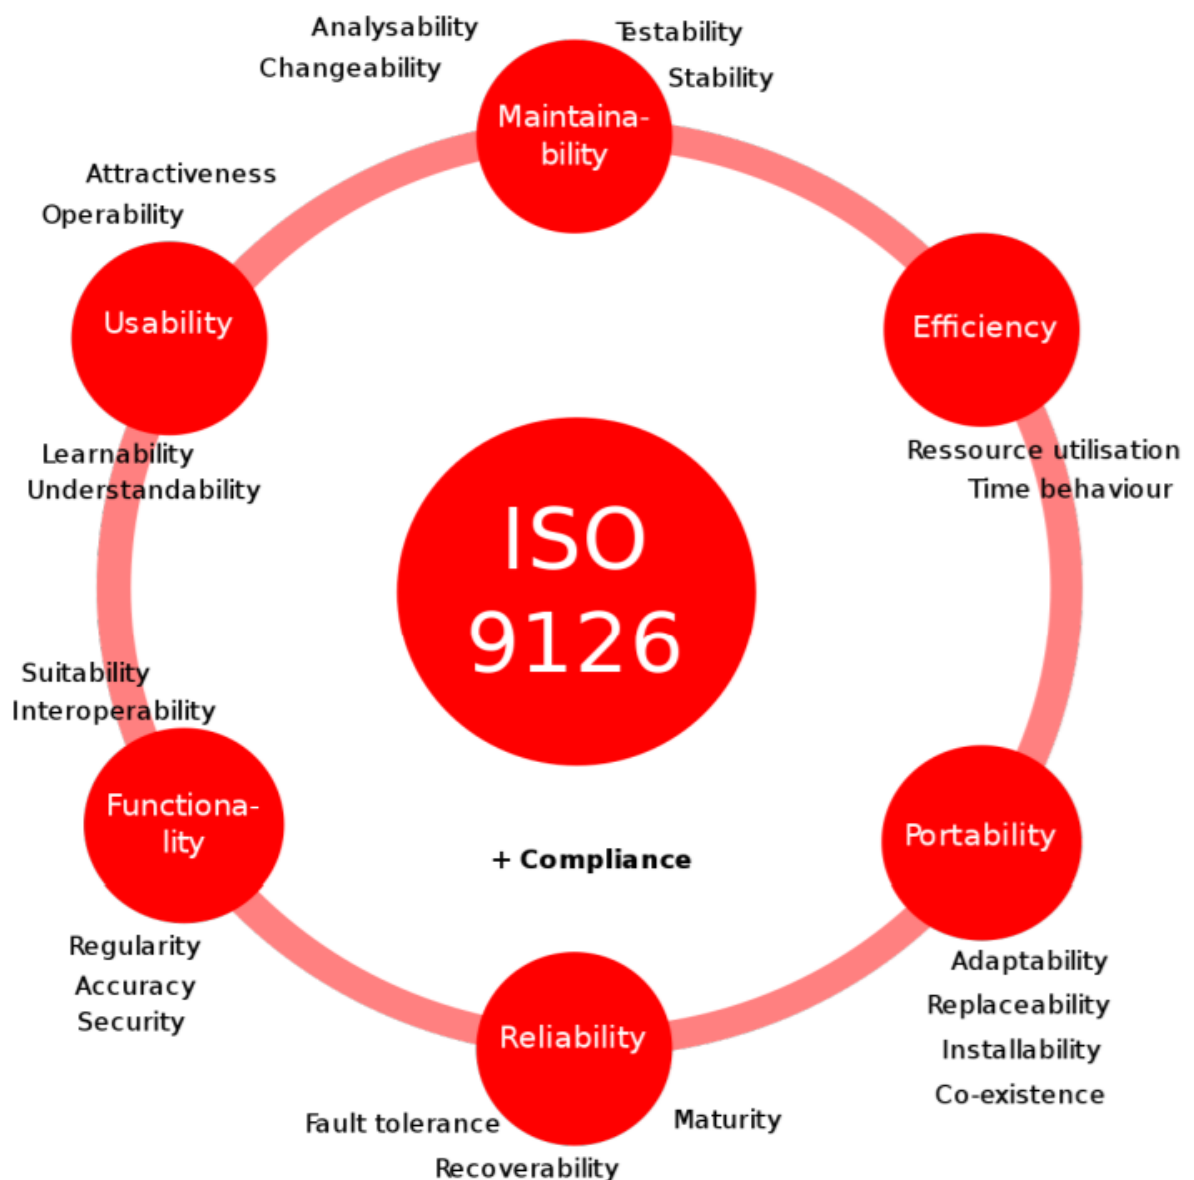 Analysability
Testability
Changeability
Stability
Maintaina-
bility
Attractiveness
Operability
Usability
Efficiency
Learnability
Understandability
Ressource utilisation
Time behaviour
ISO
9126
Suitability
Interoperability
Functiona-
lity
Portability
+ Compliance
Regularity
Accuracy
Security
Adaptability
Replaceability
Installability
Co-existence
Reliability
Fault tolerance
Maturity
Recoverability